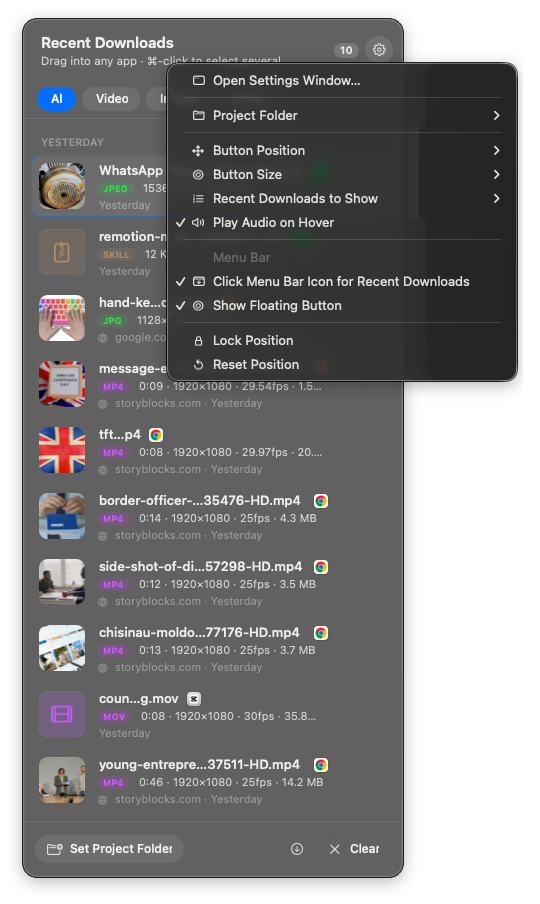 Recent Downloads
Drag into any app · ⌘-click to select several
10
AI
Video
YESTERDAY
WhatsApp
JPEG 1536
Yesterday
remotion-
SKILL 12 K
Yesterday
hand-ke...
JPG 1128×
google.co
message-e
MP4 0:09 · 1920×1080 · 29.54fps · 1.5...
storyblocks.com · Yesterday
tft...p4
MP4 0:08 · 1920×1080 · 29.97fps · 20....
storyblocks.com · Yesterday
border-officer-...35476-HD.mp4
MP4 0:14 · 1920×1080 · 25fps · 4.3 MB
storyblocks.com · Yesterday
side-shot-of-di...57298-HD.mp4
MP4 0:12 · 1920×1080 · 25fps · 3.5 MB
storyblocks.com · Yesterday
chisinau-moldo...77176-HD.mp4
MP4 0:13 · 1920×1080 · 25fps · 3.7 MB
storyblocks.com · Yesterday
coun...g.mov
MOV 0:08 · 1920×1080 · 30fps · 35.8...
Yesterday
young-entrepre...37511-HD.mp4
MP4 0:46 · 1920×1080 · 25fps · 14.2 MB
storyblocks.com · Yesterday
Set Project Folder
Clear
Open Settings Window...
Project Folder
Button Position
Button Size
Recent Downloads to Show
Play Audio on Hover
Menu Bar
Click Menu Bar Icon for Recent Downloads
Show Floating Button
Lock Position
Reset Position